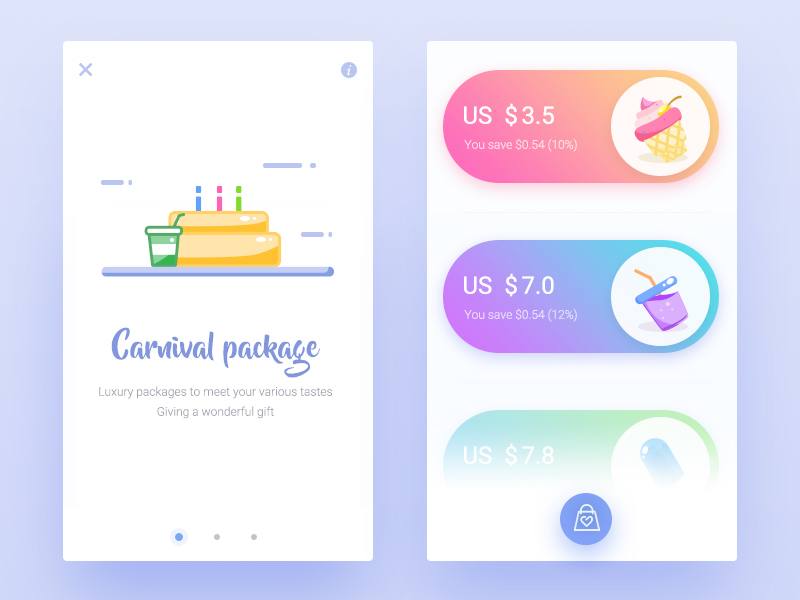 i
Carnival package
Luxury packages to meet your various tastes
Giving a wonderful gift
US $3.5
You save $0.54 (10%)
US $7.0
You save $0.54 (12%)
US $7.8